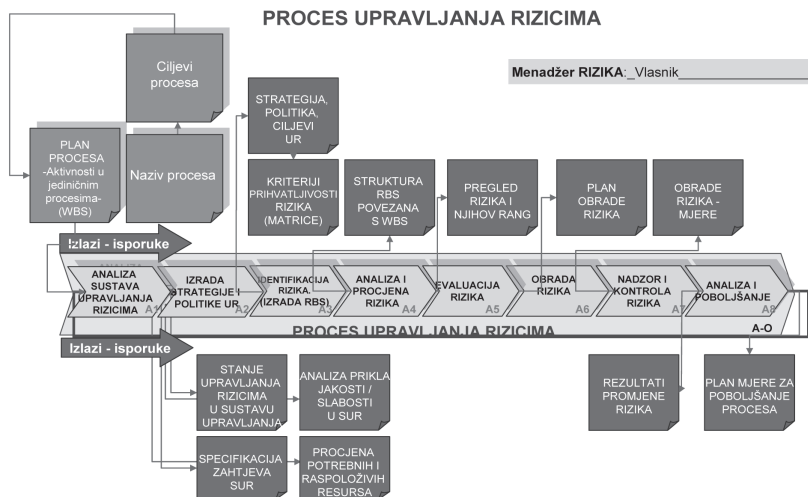 PROCES UPRAVLJANJA RIZICIMA
Menadžer RIZIKA:_Vlasnik
Ciljevi
procesa
PLAN
PROCESA
-Aktivnosti u
jediničnim
procesima-
(WBS)
Naziv procesa
STRATEGIJA,
POLITIKA,
CILJEVI
UR
KRITERIJI
PRIHVATLJIVOSTI
RIZIKA
(MATRICE)
STRUKTURA
RBS
POVEZANA
S WBS
PREGLED
RIZIKA I
NJIHOV RANG
PLAN
OBRADE
RIZIKA
OBRADE
RIZIKA -
MJERE
Izlazi - isporuke
ANALIZA
SUSTAVA
UPRAVLJANJA
RIZICIMA
A1
IZRADA
STRATEGIJE I
POLITIKE UR
A2
IDENTIFIKACIJA
RIZIKA
(IZRADA RBS)
A3
ANALIZA I
PROCJENA
RIZIKA
A4
EVALUACIJA
RIZIKA
A5
OBRADA
RIZIKA
A6
NADZOR I
KONTROLA
RIZIKA
A7
ANALIZA I
POBOLJŠANJE
A8
PROCES UPRAVLJANJA RIZICIMA
A-O
Izlazi - isporuke
STANJE
UPRAVLJANJA
RIZICIMA
U SUSTAVU
UPRAVLJANJA
ANALIZA PRIKLA
JAKOSTI /
SLABOSTI
U SUR
SPECIFIKACIJA
ZAHTJEVA
SUR
PROCJENA
POTREBNIH I
RASPOLOŽIVIH
RESURSA
REZULTATI
PROMJENE
RIZIKA
PLAN MJERE ZA
POBOLJŠANJE
PROCESA